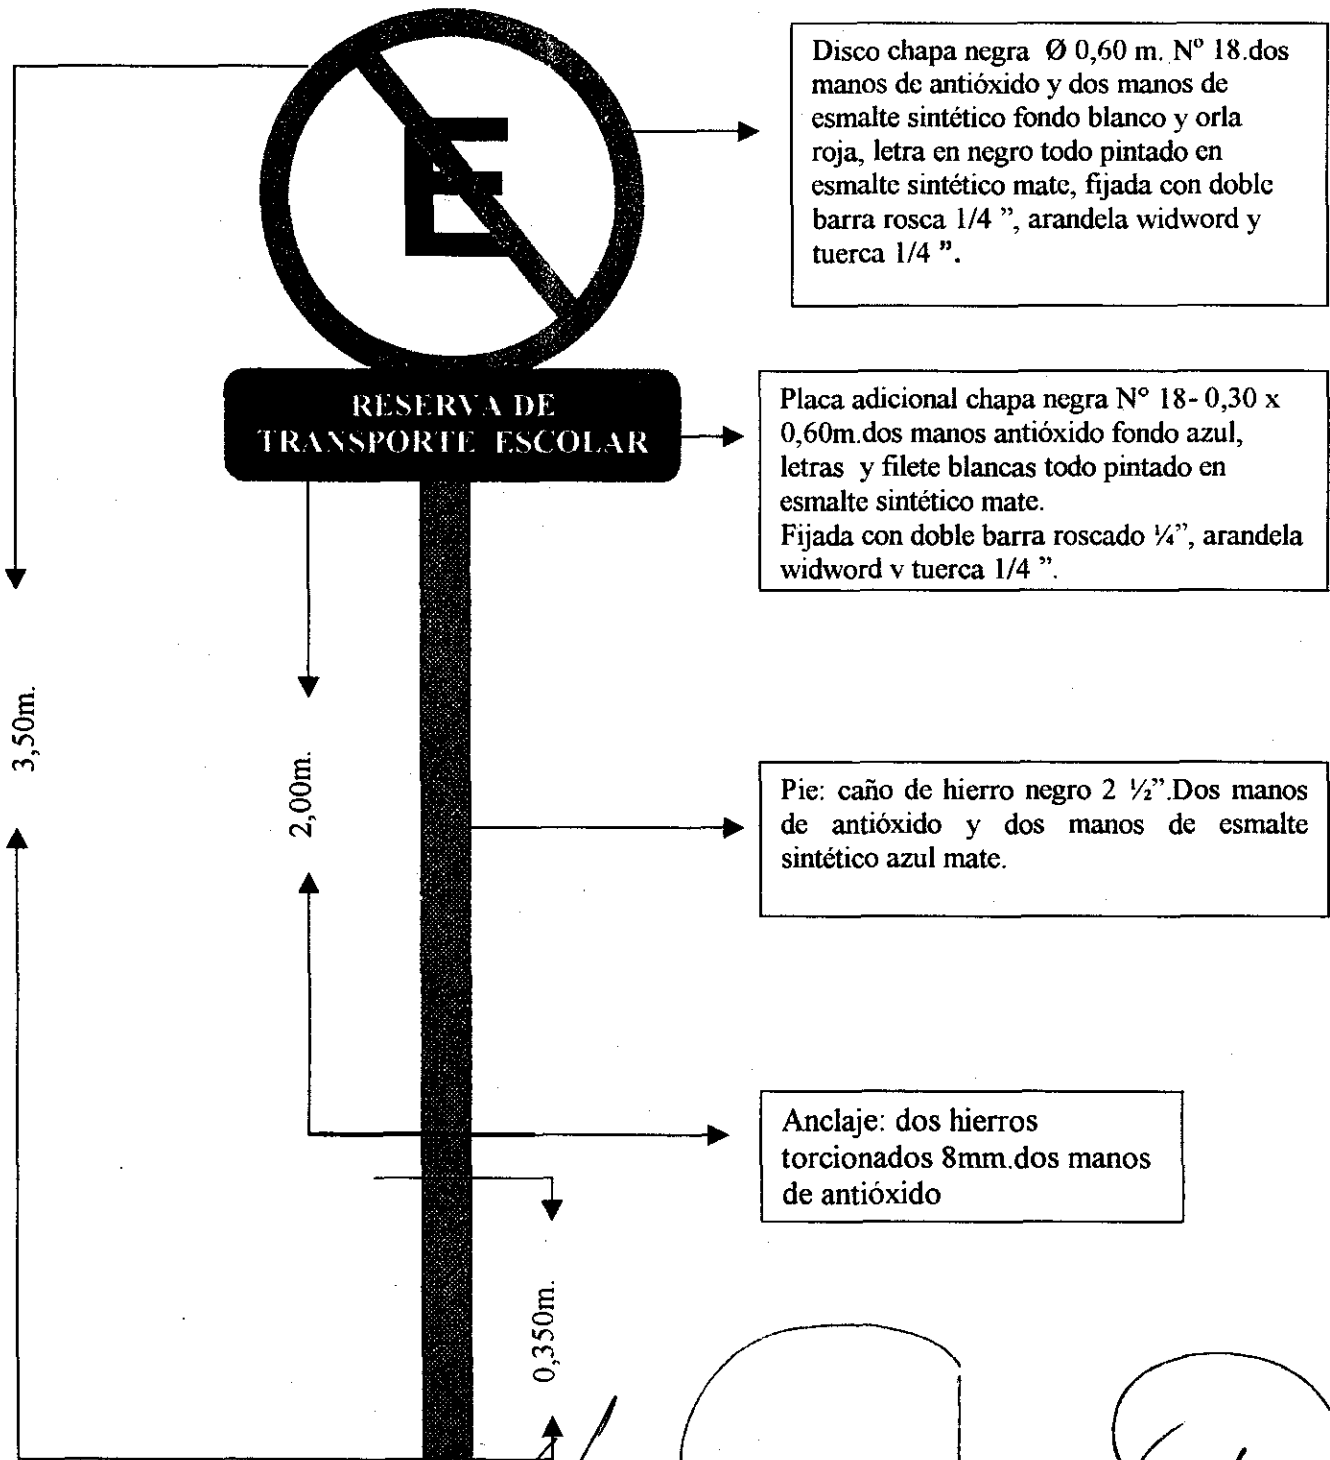 E
Disco chapa negra Ø 0,60 m. Nº 18.dos
manos de antióxido y dos manos de
esmalte sintético fondo blanco y orla
roja, letra en negro todo pintado en
esmalte sintético mate, fijada con doble
barra rosca 1/4 ”, arandela widword y
tuerca 1/4 ”.
RESERVA DE
TRANSPORTE ESCOLAR
Placa adicional chapa negra Nº 18- 0,30 x
0,60m.dos manos antióxido fondo azul,
letras y filete blancas todo pintado en
esmalte sintético mate.
Fijada con doble barra roscado ¼”, arandela
widword y tuerca 1/4 ”.
3,50m.
2,00m.
Pie: caño de hierro negro 2 ½”.Dos manos
de antióxido y dos manos de esmalte
sintético azul mate.
Anclaje: dos hierros
torcionados 8mm.dos manos
de antióxido
0,350m.